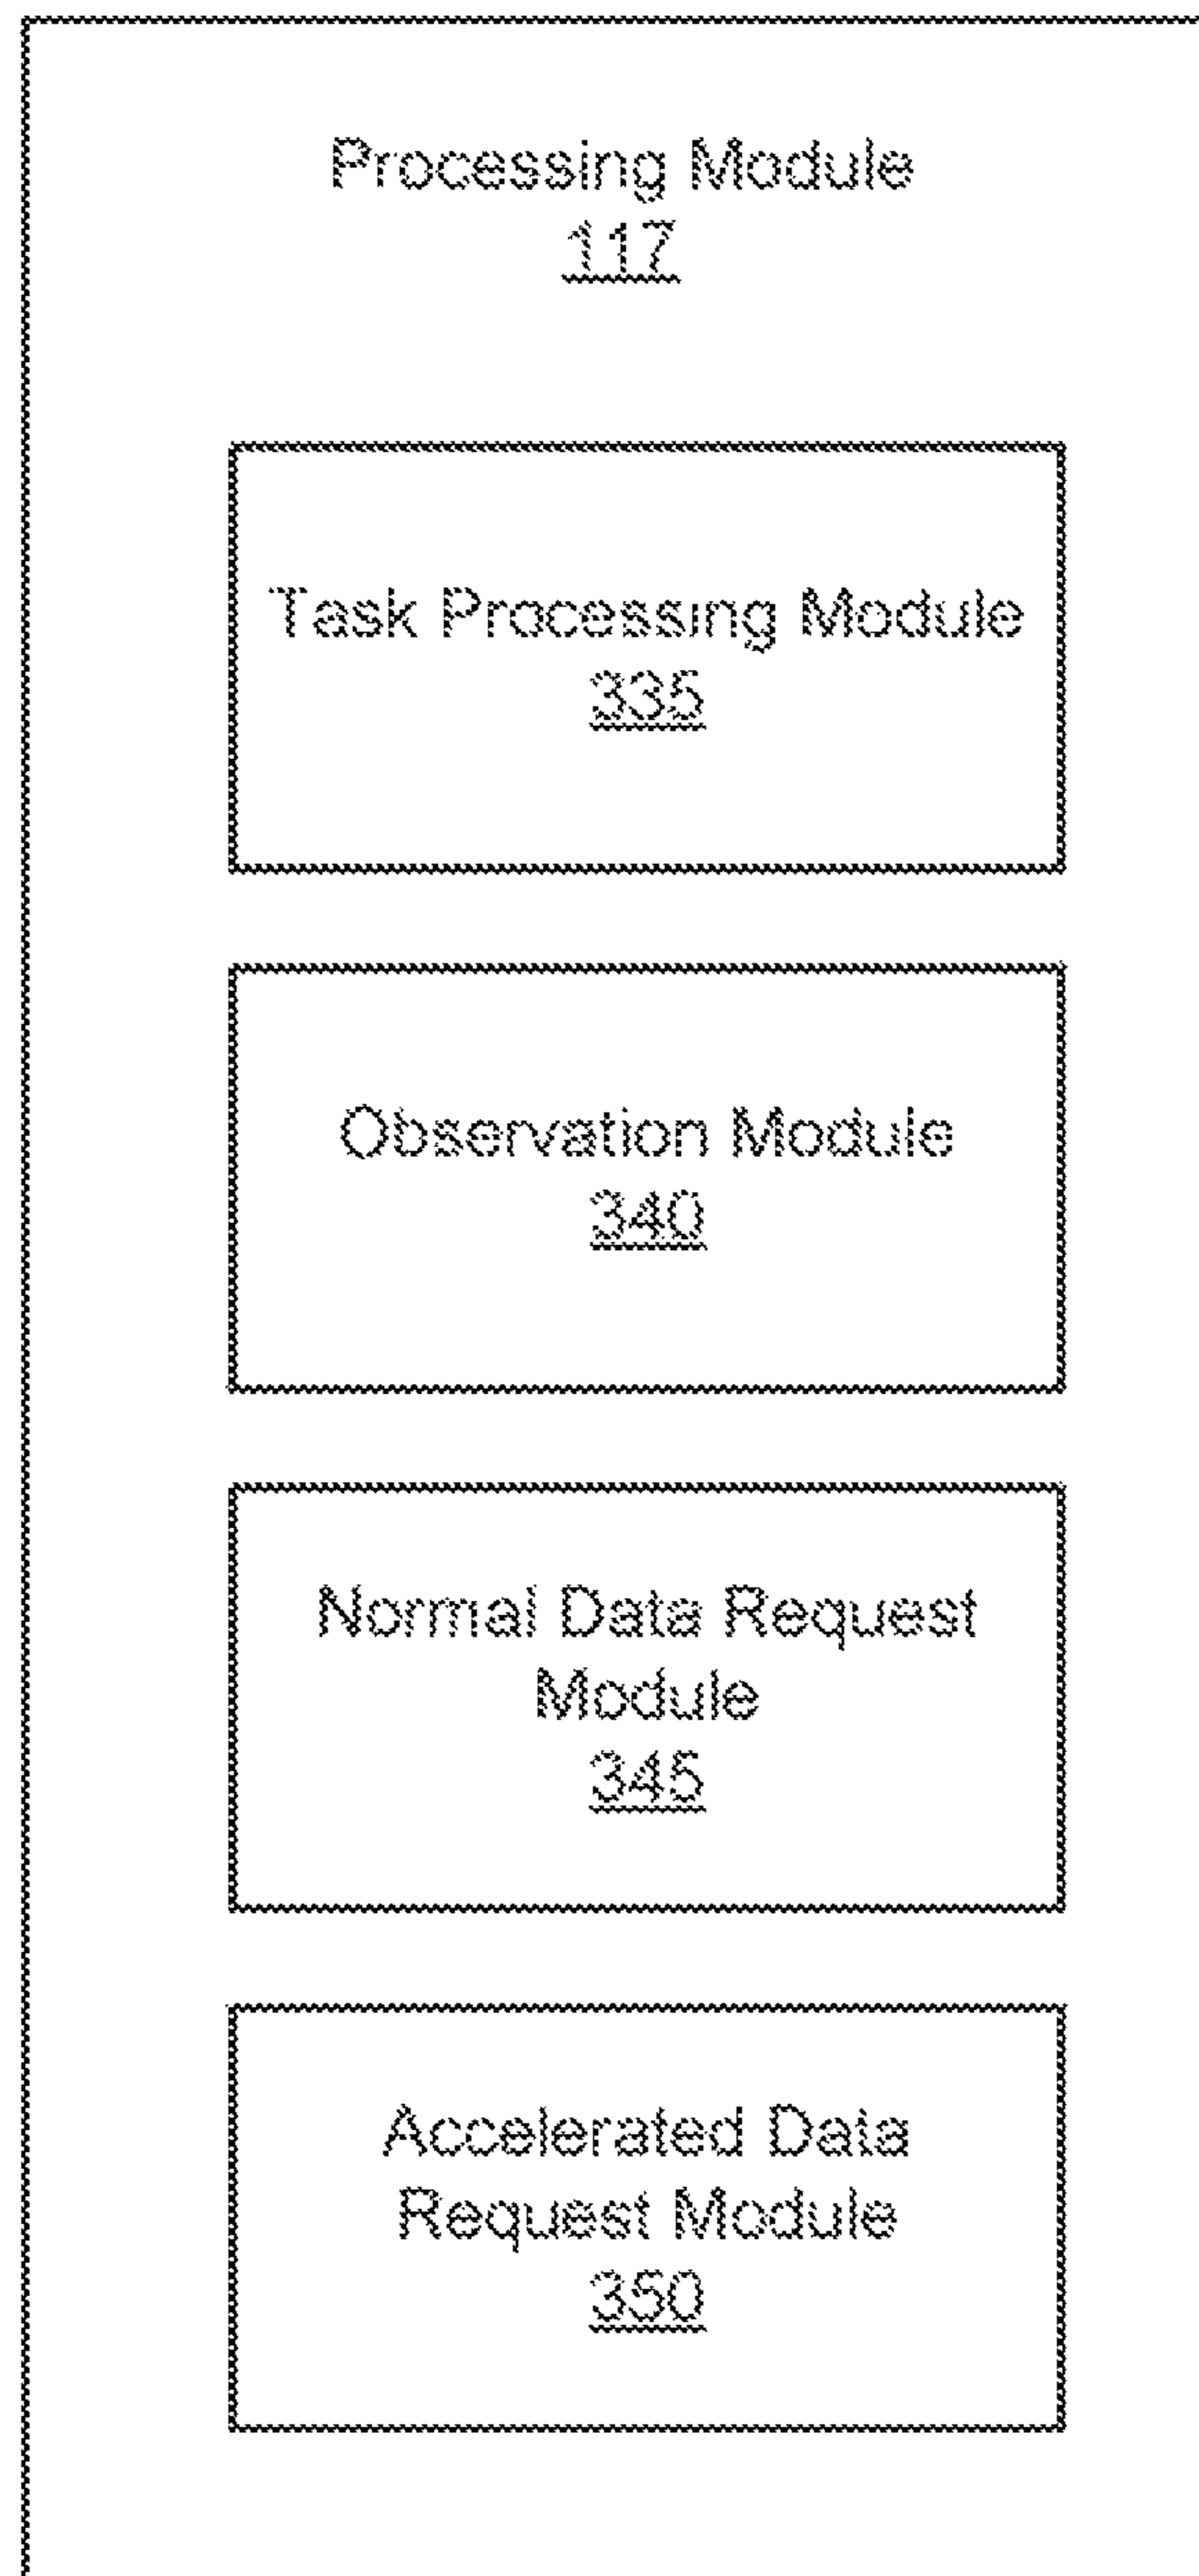 Processing Module
117
Task Processing Module
335
Observation Module
340
Normal Data Request
Module
345
Accelerated Data
Request Module
350